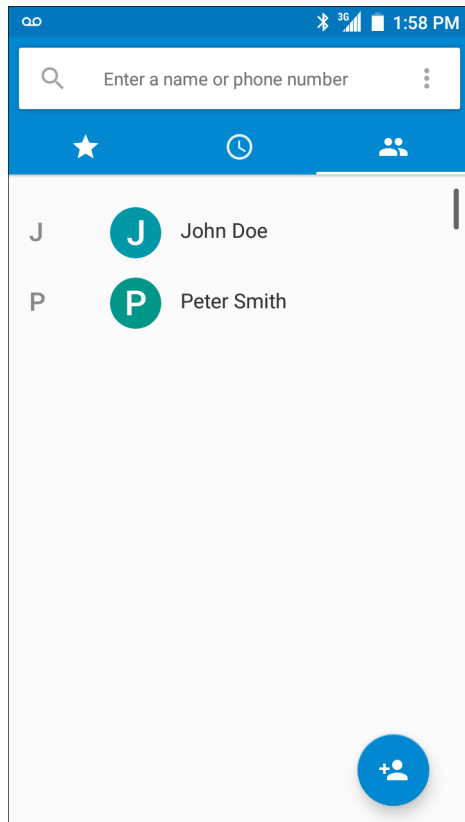 3G 1:58 PM
Enter a name or phone number
J J John Doe
P P Peter Smith